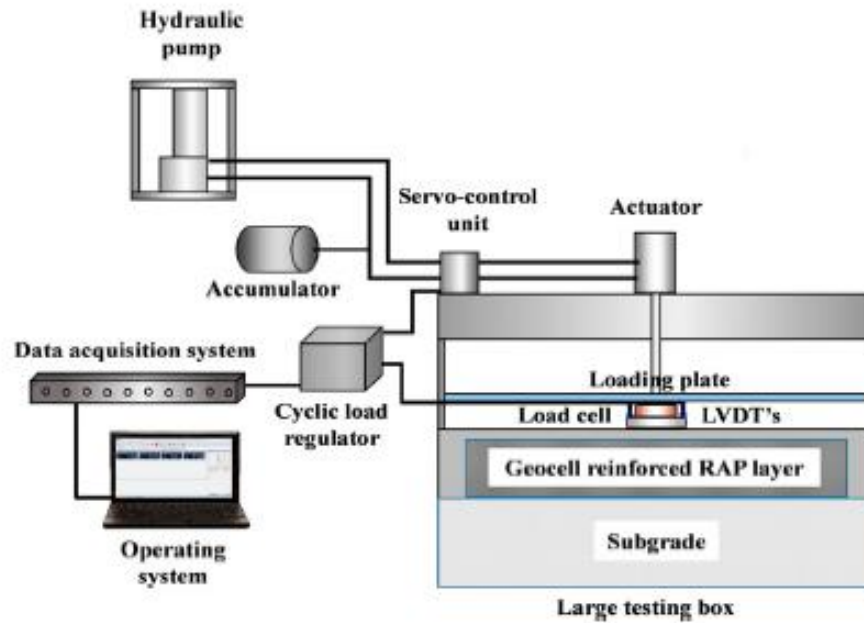 Hydraulic
pump
Servo-control
unit
Actuator
Accumulator
Data acquisition system
Cyclic load
regulator
Loading plate
Load cell
LVDT's
Geocell reinforced RAP layer
Operating
system
Subgrade
Large testing box